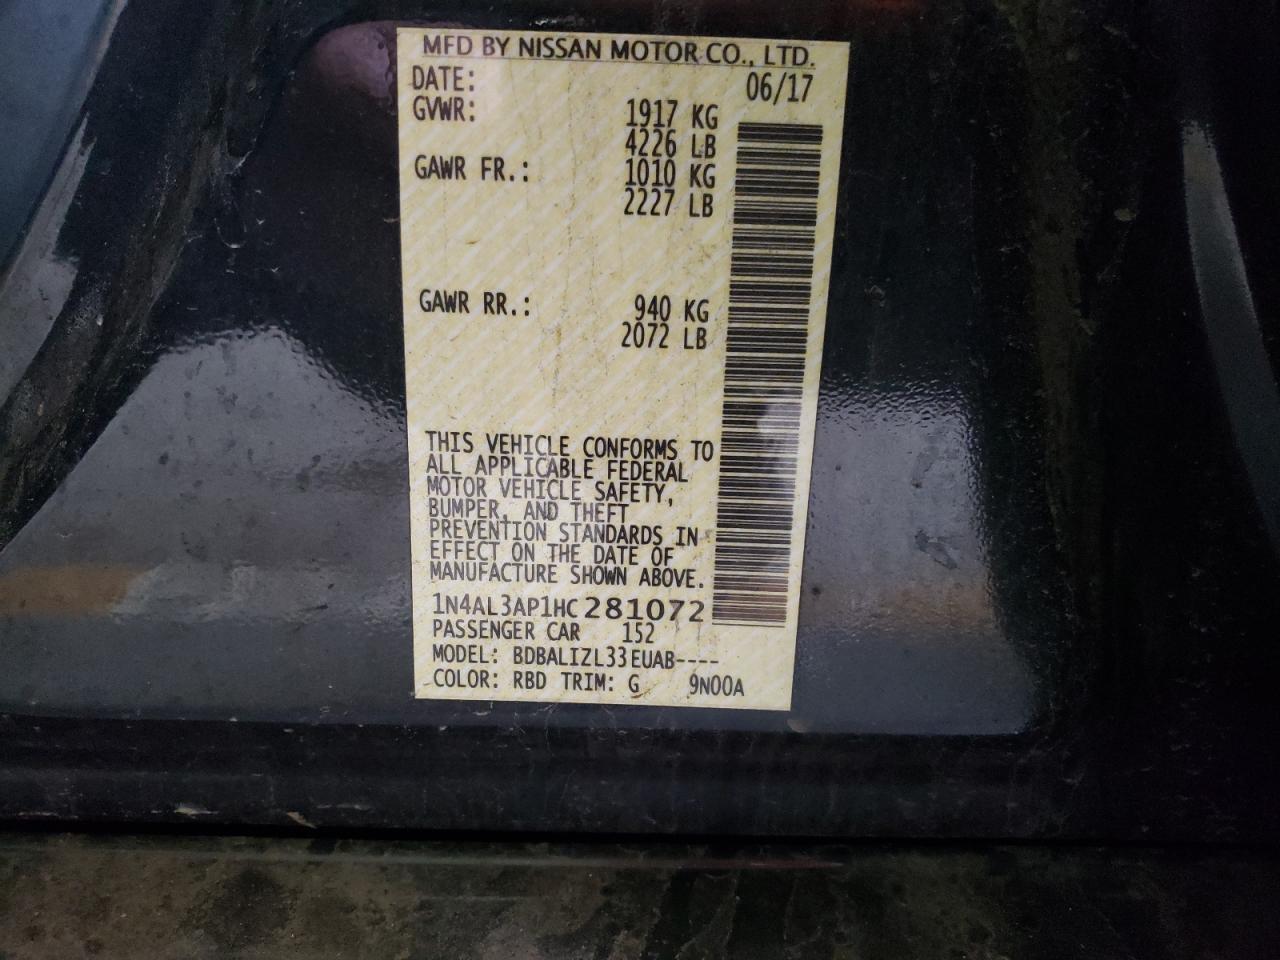 MFD BY NISSAN MOTOR CO., LTD.
DATE: 06/17
GVWR: 1917 KG
4226 LB
GAWR FR.: 1010 KG
2227 LB
GAWR RR.: 940 KG
2072 LB
THIS VEHICLE CONFORMS TO
ALL APPLICABLE FEDERAL
MOTOR VEHICLE SAFETY,
BUMPER, AND THEFT
PREVENTION STANDARDS IN
EFFECT ON THE DATE OF
MANUFACTURE SHOWN ABOVE.
1N4AL3AP1HC281072
PASSENGER CAR 152
MODEL: BDBALIZL33EUAB----
COLOR: RBD TRIM: G 9N00A